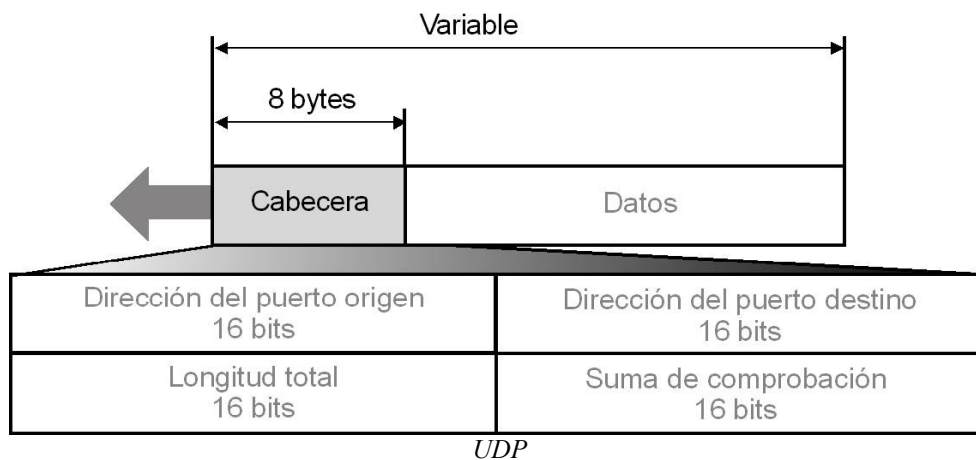 Variable
8 bytes
Cabecera
Datos
Dirección del puerto origen
16 bits
Dirección del puerto destino
16 bits
Longitud total
16 bits
Suma de comprobación
16 bits
UDP